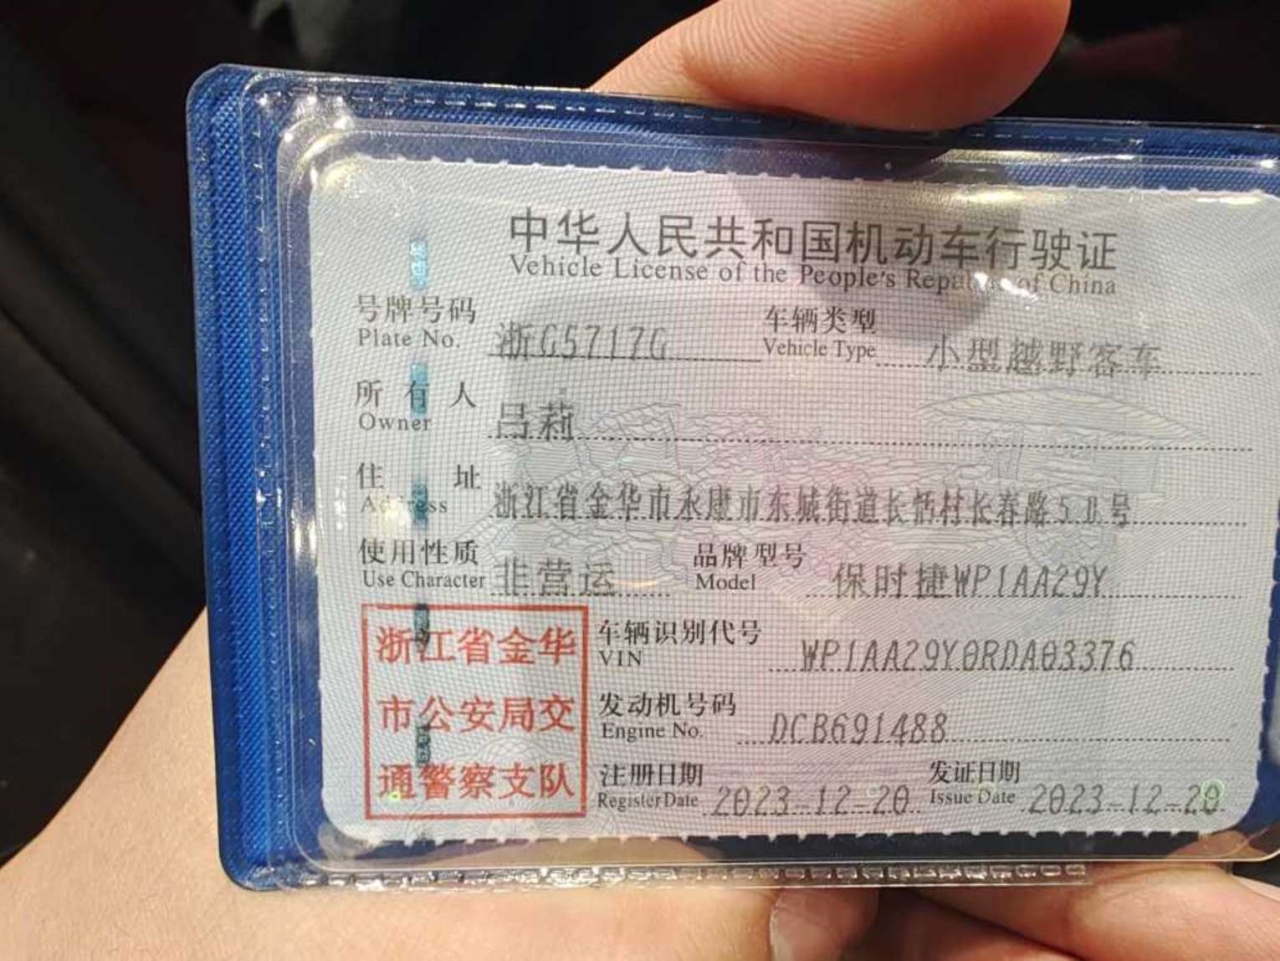 中华人民共和国机动车行驶证
Vehicle License of the People's Republic of China
号牌号码 浙G5717G 车辆类型 小型越野客车
Plate No. Vehicle Type
所有人 吕莉
Owner
住址 浙江省金华市永康市东城街道长恬村长春路50号
Address
使用性质 非营运 品牌型号 保时捷WP1AA29Y
Use Character Model
浙江省金华
市公安局交
通警察支队
车辆识别代号 WP1AA29Y0RDA03376
VIN
发动机号码 DCB691488
Engine No.
注册日期 2023-12-20 发证日期 2023-12-20
Register Date Issue Date